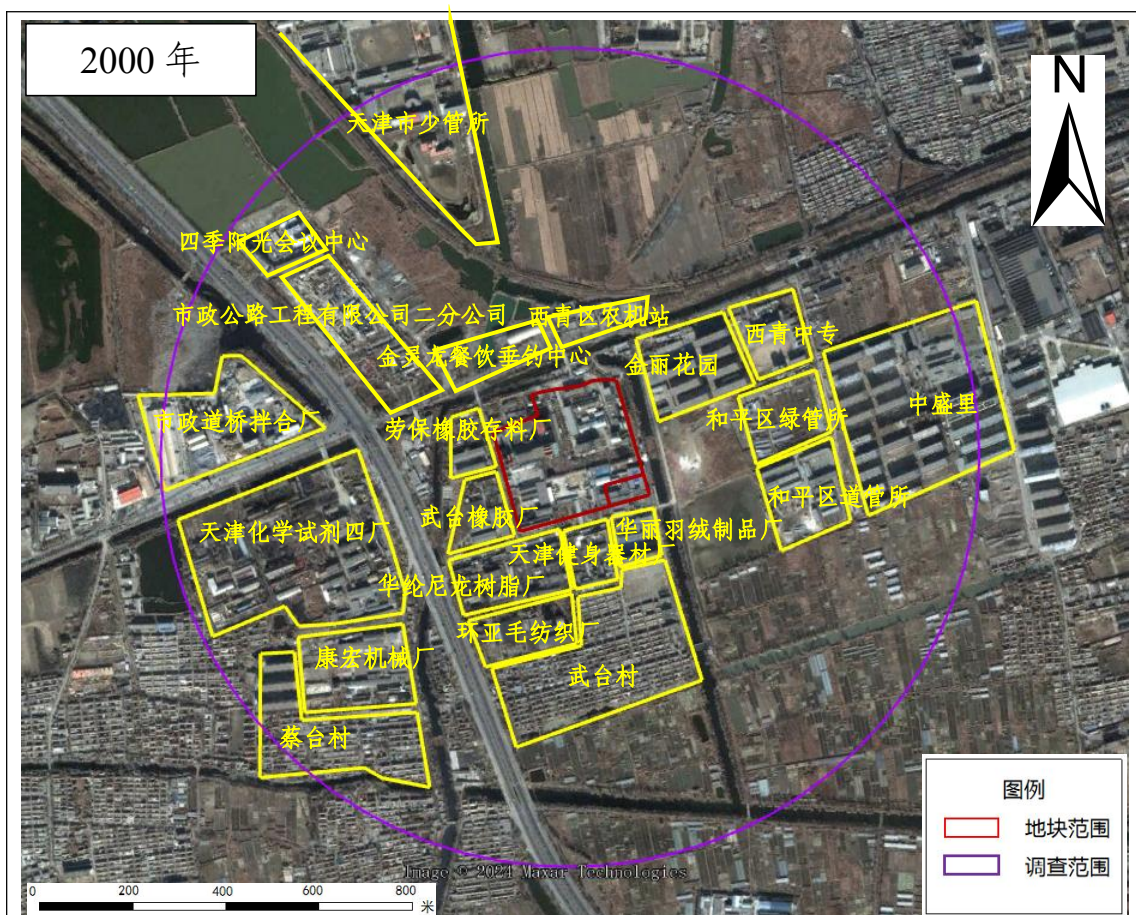 2000 年
N
天津市少管所
四季阳光会议中心
市政公路工程有限公司二分公司
西青区农机站
金灵龙餐饮垂钓中心
金丽花园
西青中专
中盛里
市政道桥拌合厂
劳保橡胶存料厂
和平区绿管所
和平区道管所
武台橡胶厂
天津化学试剂四厂
华丽羽绒制品厂
天津健身器材厂
华纶尼龙树脂厂
环亚毛纺织厂
康宏机械厂
武台村
蔡台村
图例
地块范围
调查范围
Image © 2024 Maxar Technologies
0 200 400 600 800
米